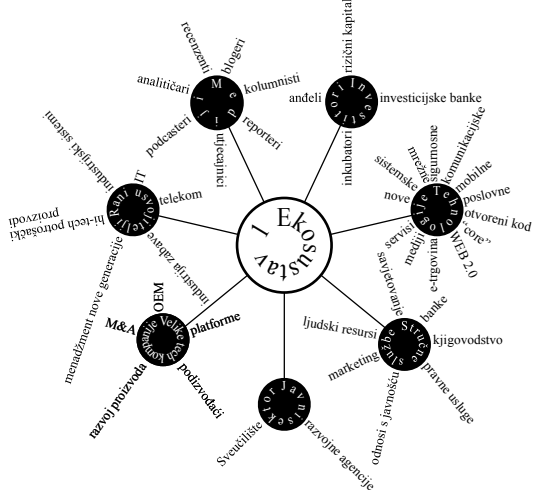 1 Ekosustav
Mediji
recenzenti
blogeri
kolumnisti
reporteri
utjecajnici
podcasteri
analitičari
Investitori
rizični kapital
investicijske banke
inkubatori
anđeli
Tehnologije
sigurnosne
komunikacijske
mobilne
poslovne
otvoreni kod
“core”
WEB 2.0
e-trgovina
mediji
servisi
nove
sistemske
mrežne
Stručne službe
savjetovanje
banke
kjigovodstvo
pravne usluge
odnosi s javnošću
marketing
ljudski resursi
Javni sektor
Sveučilište
razvojne agencije
Velike tech kompanije
OEM
platforme
podizvođaći
razvoj proizvoda
M&A
Rani usvojitelji
IT
telekom
industrija zabave
menadžment nove generacije
hi-tech potrošački
proizvodi
industrijski sistemi